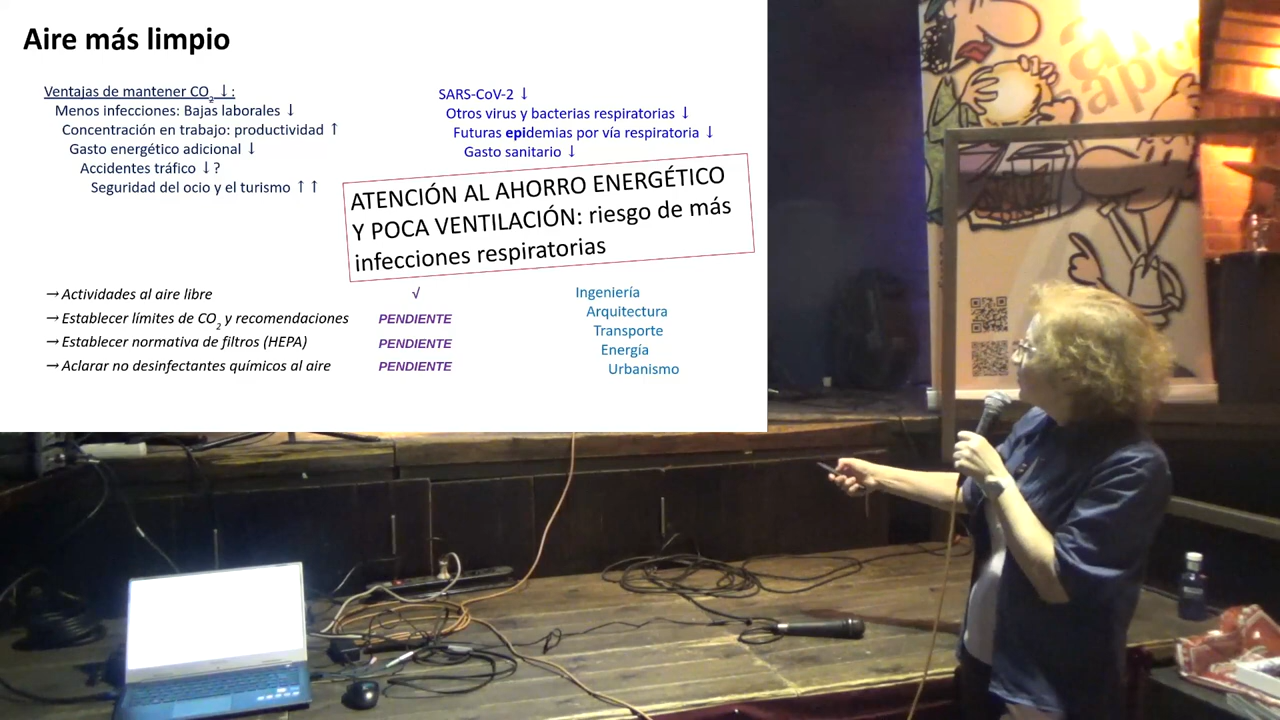 Aire más limpio
Ventajas de mantener CO2 ↓:
Menos infecciones: Bajas laborales ↓
Concentración en trabajo: productividad ↑
Gasto energético adicional ↓
Accidentes tráfico ↓?
Seguridad del ocio y el turismo ↑ ↑
SARS-CoV-2 ↓
Otros virus y bacterias respiratorias ↓
Futuras epidemias por vía respiratoria ↓
Gasto sanitario ↓
ATENCIÓN AL AHORRO ENERGÉTICO
Y POCA VENTILACIÓN: riesgo de más
infecciones respiratorias
→ Actividades al aire libre √
→ Establecer límites de CO2 y recomendaciones PENDIENTE
→ Establecer normativa de filtros (HEPA) PENDIENTE
→ Aclarar no desinfectantes químicos al aire PENDIENTE
Ingeniería
Arquitectura
Transporte
Energía
Urbanismo